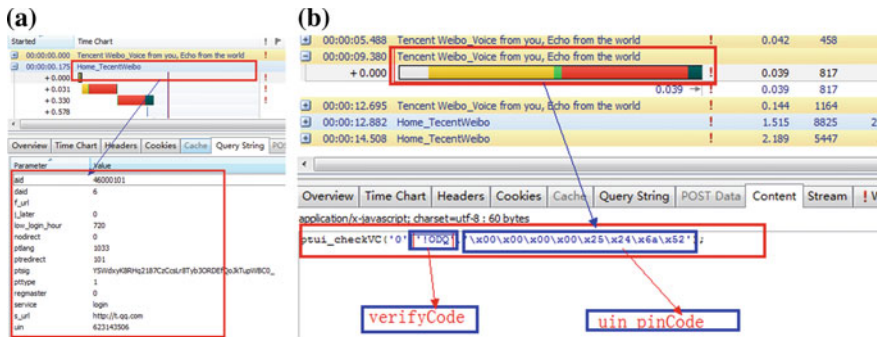 (a)
Started Time Chart !
00:00:00.000 Tencent Weibo_Voice from you, Echo from the world
00:00:00.175 Home_TecentWeibo
+ 0.000 !
+ 0.031 !
+ 0.330 !
+ 0.578
Overview Time Chart Headers Cookies Cache Query String POS
Parameter Value
aid 46000101
daid 6
f_url
j_later 0
low_login_hour 720
nodirect 0
ptlang 1033
ptredirect 101
ptsig
pttype 1
regmaster 0
service login
s_url http://t.qq.com
uin 623143506
(b)
00:00:05.488 Tencent Weibo_Voice from you, Echo from the world ! 0.042 458
00:00:09.380 Tencent Weibo_Voice from you, Echo from the world
+ 0.000 ! 0.039 817
0.039 ! 0.039 817
00:00:12.695 Tencent Weibo_Voice from you, Echo from the world ! 0.144 1164
00:00:12.882 Home_TecentWeibo ! 1.515 8825 2
00:00:14.508 Home_TecentWeibo ! 2.189 5447
Overview Time Chart Headers Cookies Cache Query String POST Data Content Stream ! W
application/x-javascript; charset=utf-8 : 60 bytes
ptui_checkVC('0','!ODQ','\x00\x00\x00\x00\x25\x24\x6a\x52');
verifyCode
uin pinCode